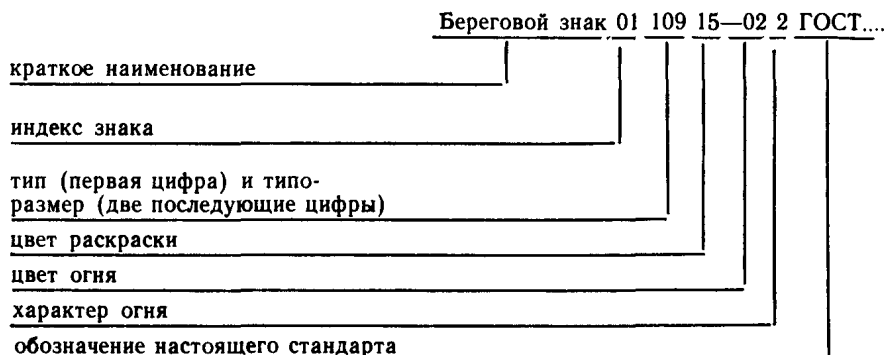 Береговой знак 01 109 15—02 2 ГОСТ....
краткое наименование
индекс знака
тип (первая цифра) и типо-
размер (две последующие цифры)
цвет раскраски
цвет огня
характер огня
обозначение настоящего стандарта